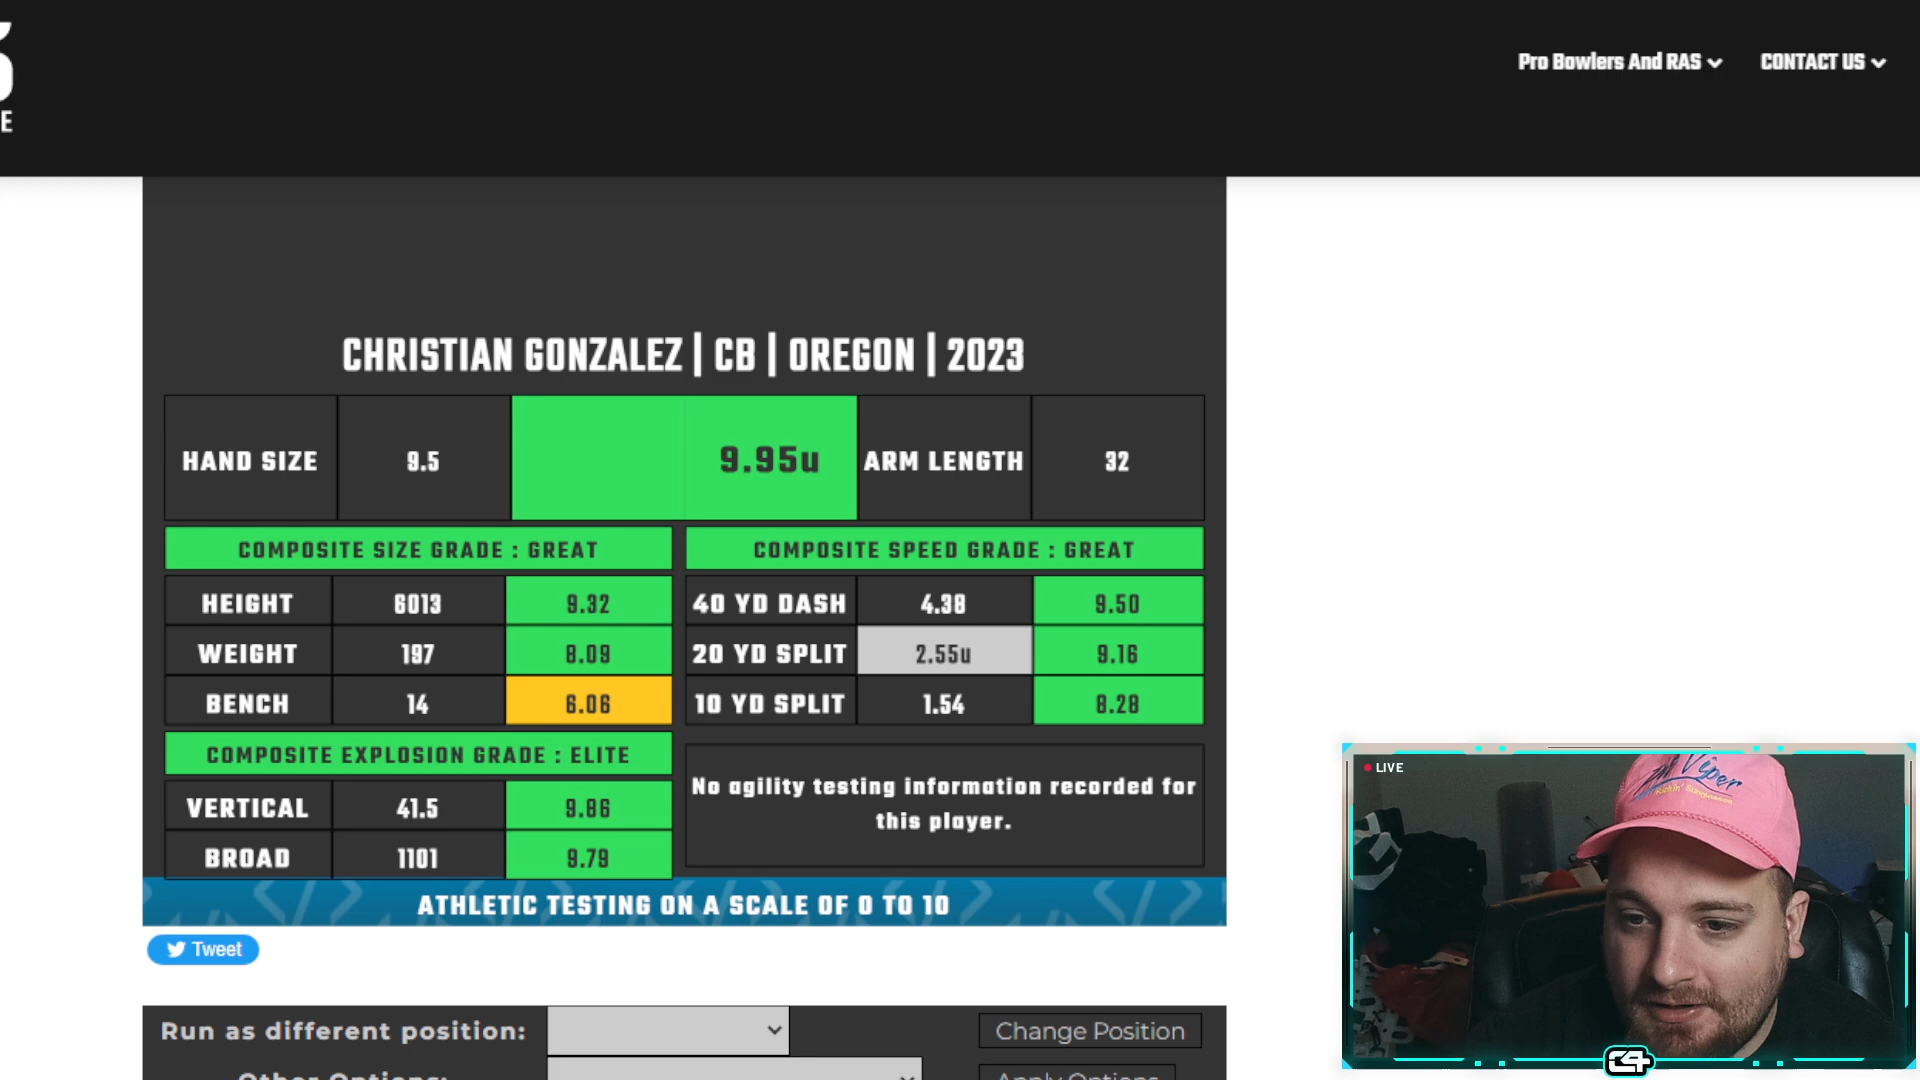 E
Pro Bowlers And RAS
CONTACT US
CHRISTIAN GONZALEZ | CB | OREGON | 2023
HAND SIZE 9.5 9.95u ARM LENGTH 32
COMPOSITE SIZE GRADE : GREAT
HEIGHT 6013 9.32
WEIGHT 197 8.09
BENCH 14 6.06
COMPOSITE SPEED GRADE : GREAT
40 YD DASH 4.38 9.50
20 YD SPLIT 2.55u 9.16
10 YD SPLIT 1.54 8.28
COMPOSITE EXPLOSION GRADE : ELITE
VERTICAL 41.5 9.86
BROAD 1101 9.79
No agility testing information recorded for
this player.
ATHLETIC TESTING ON A SCALE OF 0 TO 10
Tweet
Run as different position:
Change Position
Other Options:
Apply Options
LIVE
Viper